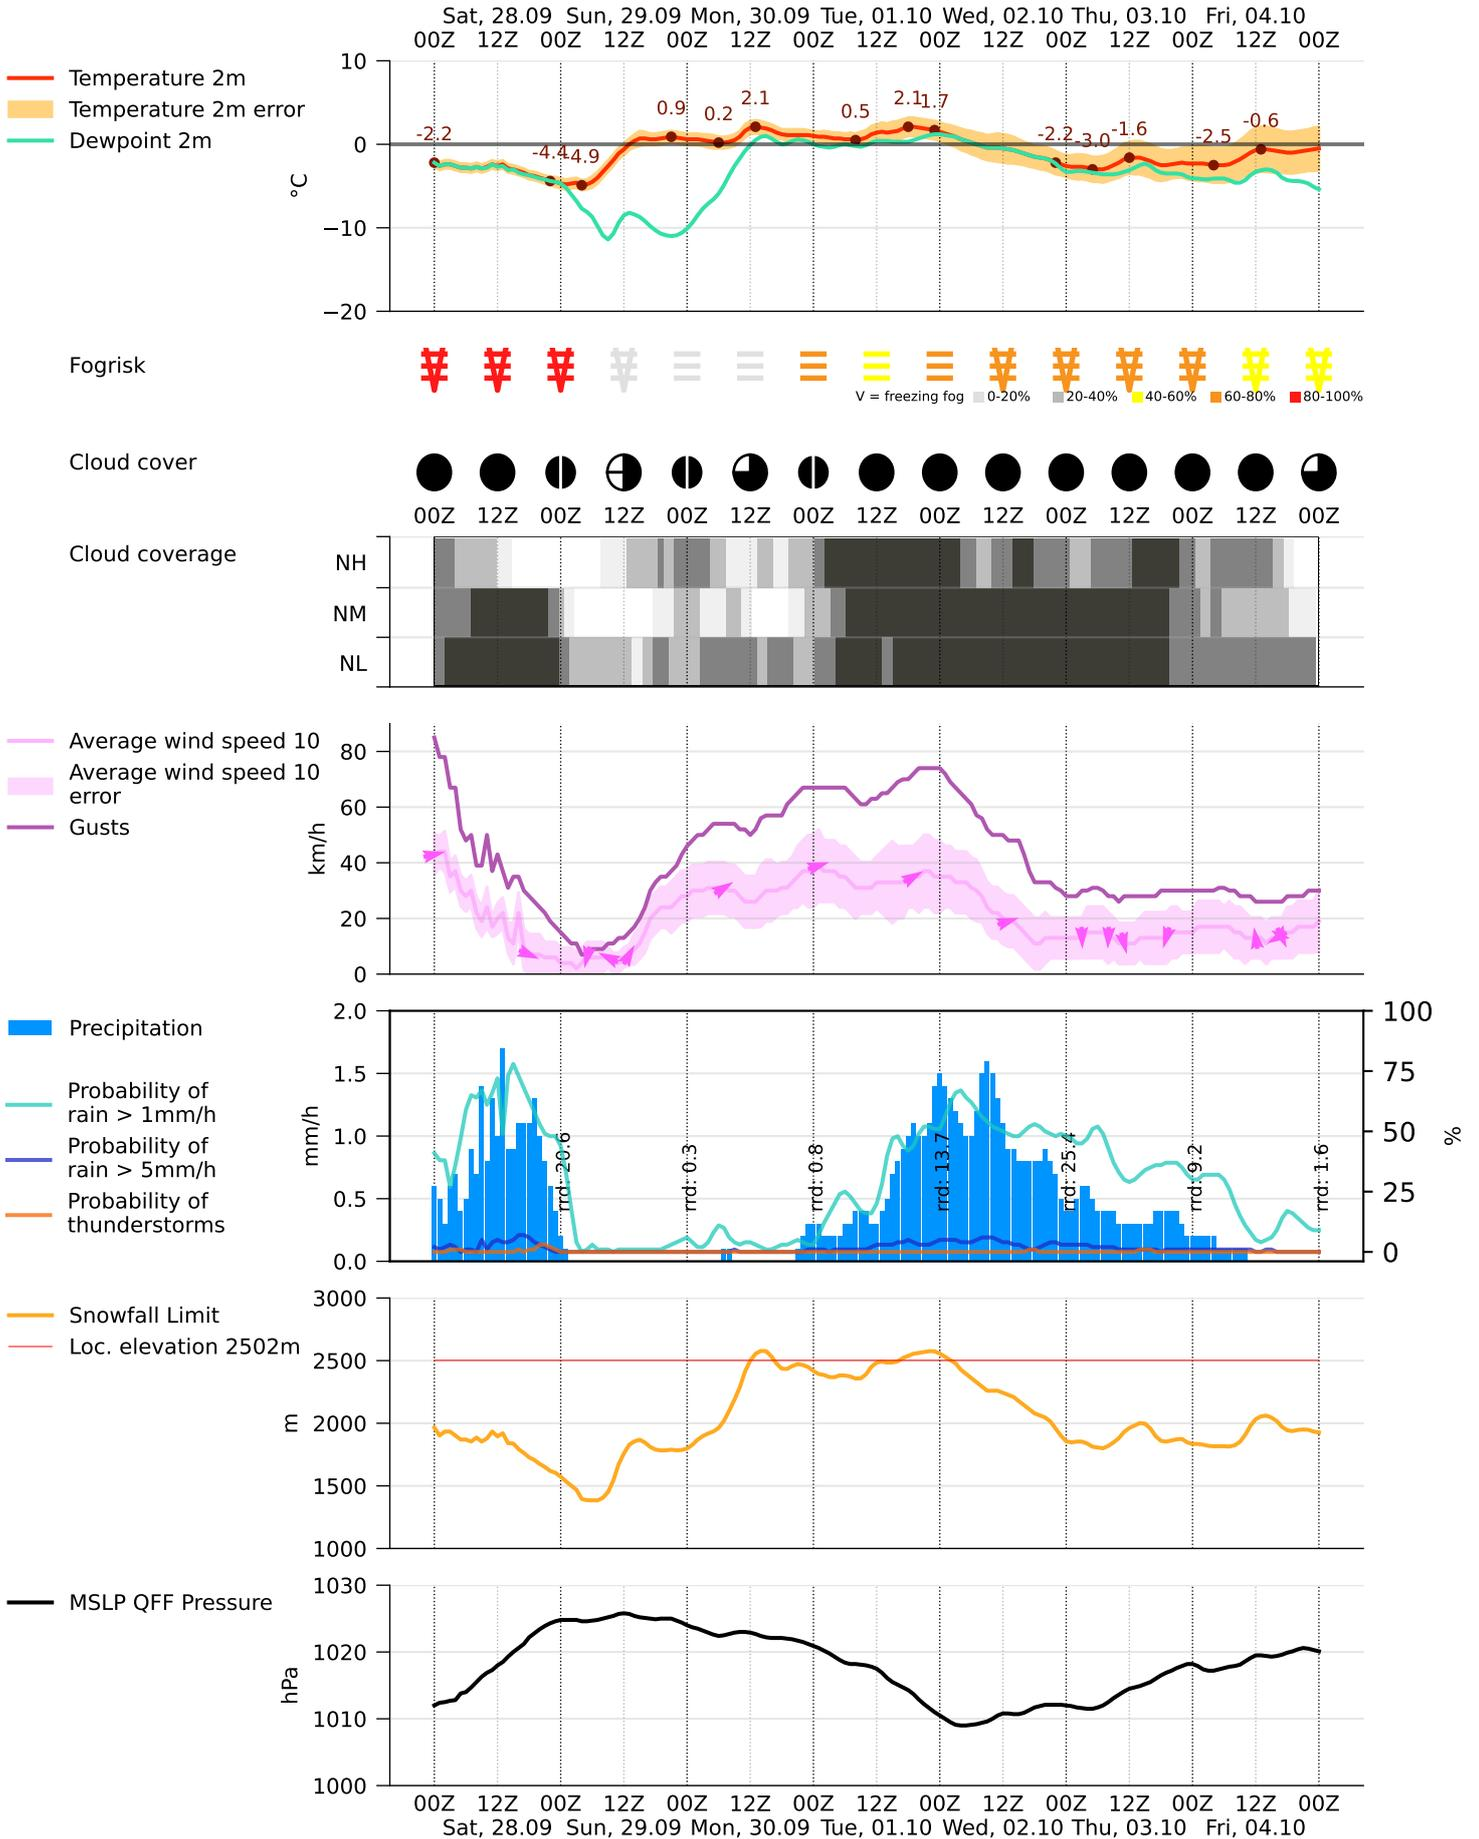 Sat, 28.09 Sun, 29.09 Mon, 30.09 Tue, 01.10 Wed, 02.10 Thu, 03.10 Fri, 04.10
00Z 12Z 00Z 12Z 00Z 12Z 00Z 12Z 00Z 12Z 00Z 12Z 00Z 12Z 00Z
Temperature 2m
Temperature 2m error
Dewpoint 2m
°C
10
0
−10
−20
-2.2 -4.4 -4.9 0.9 0.2 2.1 0.5 2.1 1.7 -2.2 -3.0 -1.6 -2.5 -0.6
Fogrisk
V = freezing fog 0-20% 20-40% 40-60% 60-80% 80-100%
Cloud cover
00Z 12Z 00Z 12Z 00Z 12Z 00Z 12Z 00Z 12Z 00Z 12Z 00Z 12Z 00Z
Cloud coverage
NH
NM
NL
Average wind speed 10
Average wind speed 10
error
Gusts
km/h
80
60
40
20
0
Precipitation
Probability of
rain > 1mm/h
Probability of
rain > 5mm/h
Probability of
thunderstorms
mm/h
2.0
1.5
1.0
0.5
0.0
rrd: 20.6
rrd: 0.3
rrd: 0.8
rrd: 13.7
rrd: 25.4
rrd: 9.2
rrd: 1.6
100
75
50
25
0
%
Snowfall Limit
Loc. elevation 2502m
m
3000
2500
2000
1500
1000
MSLP QFF Pressure
hPa
1030
1020
1010
1000
00Z 12Z 00Z 12Z 00Z 12Z 00Z 12Z 00Z 12Z 00Z 12Z 00Z 12Z 00Z
Sat, 28.09 Sun, 29.09 Mon, 30.09 Tue, 01.10 Wed, 02.10 Thu, 03.10 Fri, 04.10